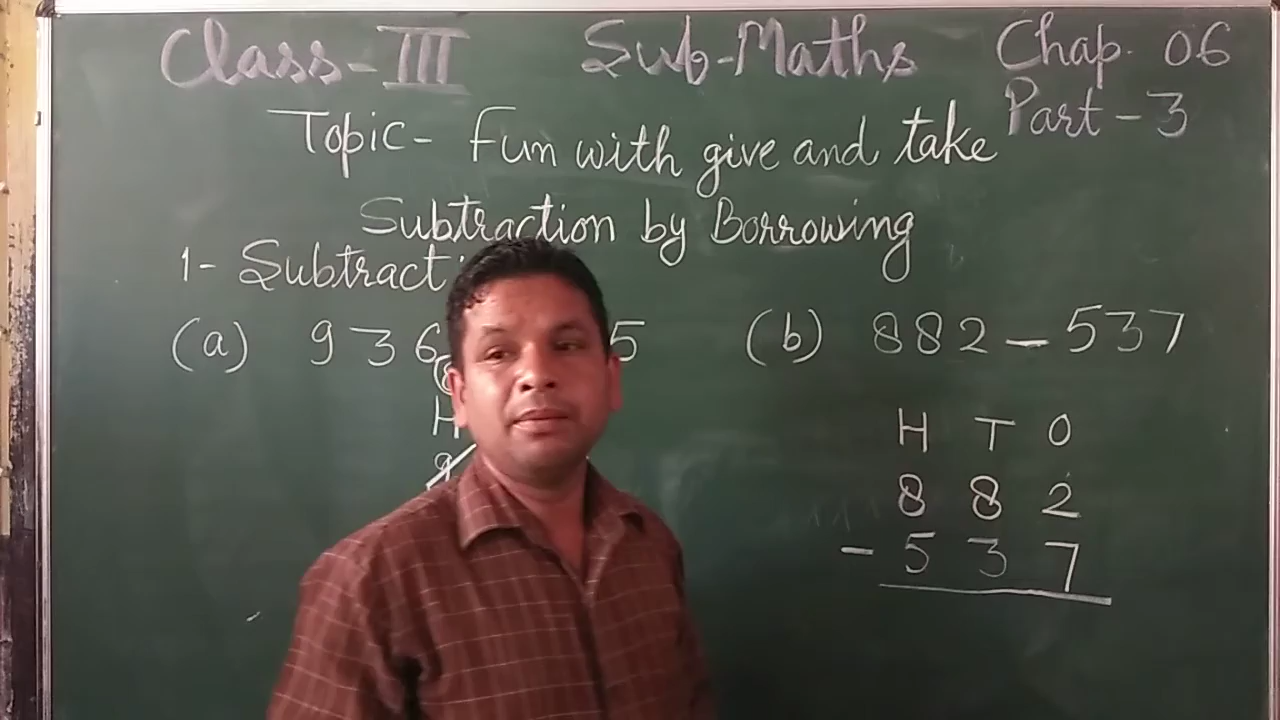 Class-III Sub-Maths Chap. 06
Part-3
Topic- Fun with give and take
Subtraction by Borrowing
1- Subtract
(a) 936 5 (b) 882-537
H H T O
9 8 8 2
- 5 3 7